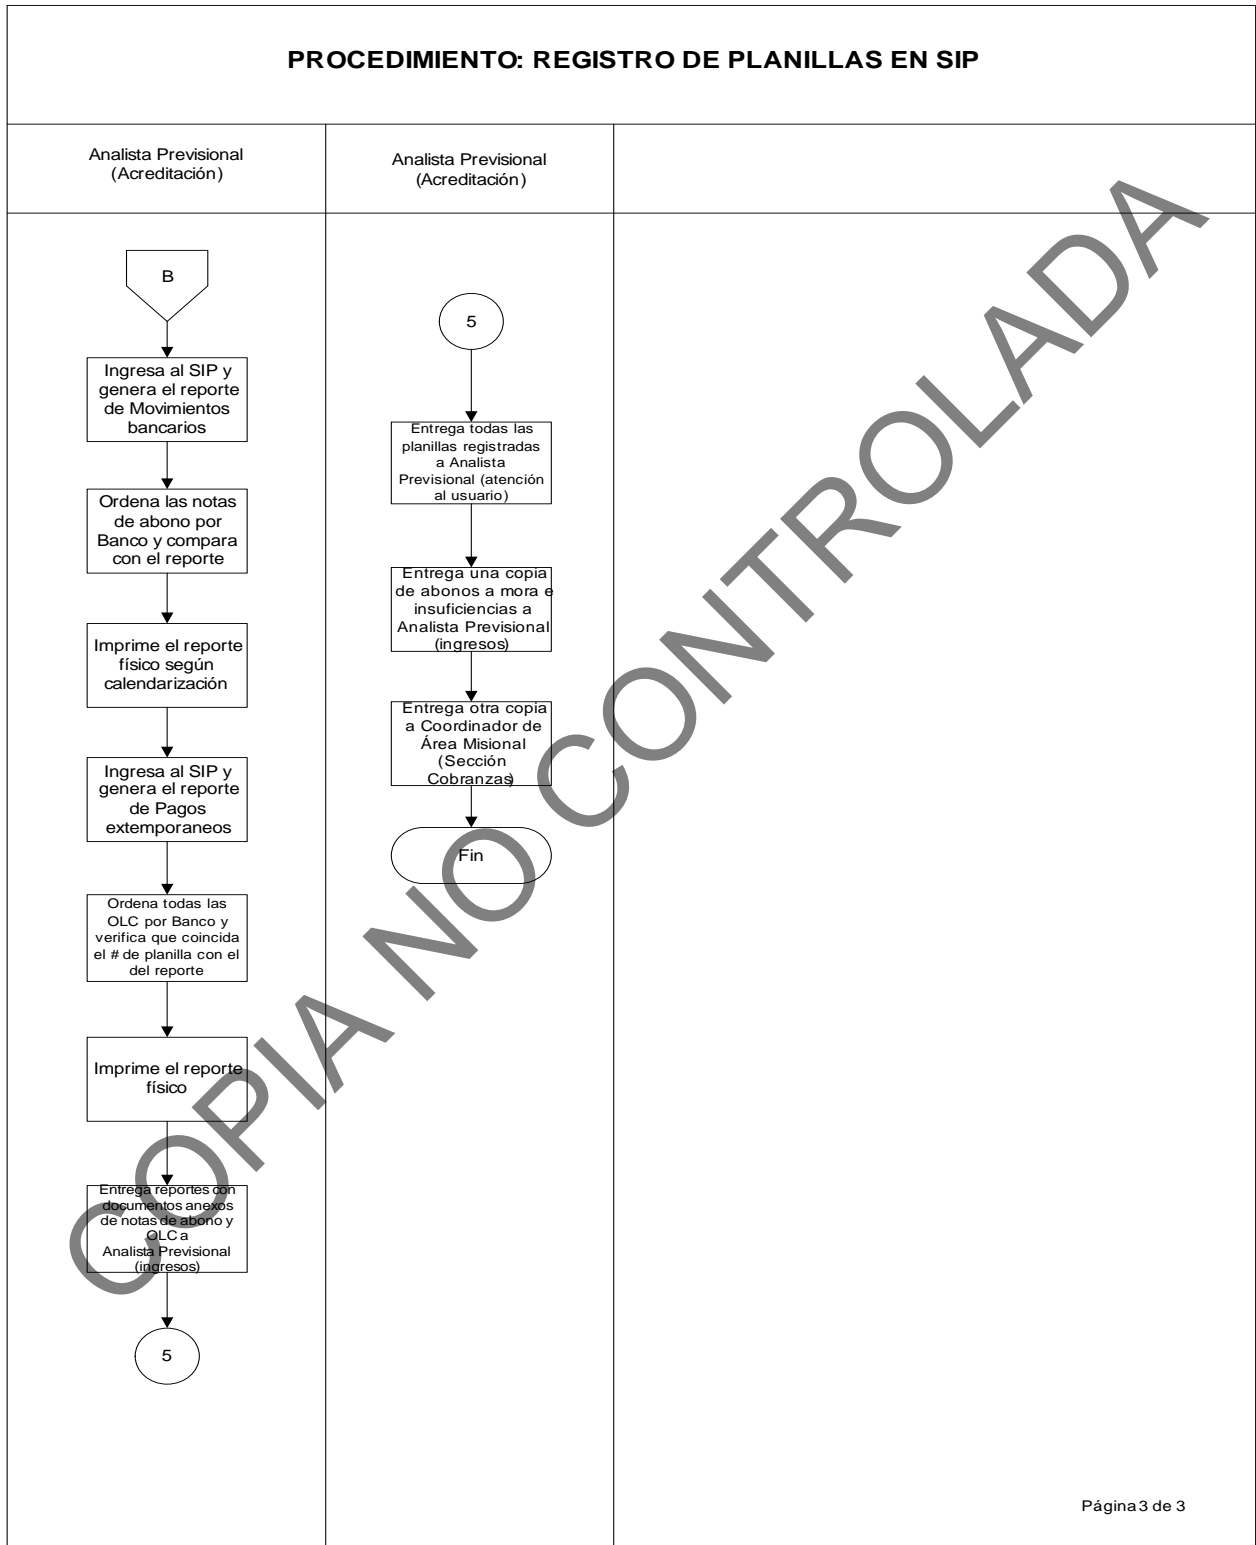 PROCEDIMIENTO: REGISTRO DE PLANILLAS EN SIP
Analista Previsional
(Acreditación)
B
Ingresa al SIP y
genera el reporte
de Movimientos
bancarios
Ordena las notas
de abono por
Banco y compara
con el reporte
Imprime el reporte
físico según
calendarización
Ingresa al SIP y
genera el reporte
de Pagos
extemporaneos
Ordena todas las
OLC por Banco y
verifica que coincida
el # de planilla con el
del reporte
Imprime el reporte
físico
Entrega reportes con
documentos anexos
de notas de abono y
OLC a
Analista Previsional
(ingresos)
5
Analista Previsional
(Acreditación)
5
Entrega todas las
planillas registradas
a Analista
Previsional (atención
al usuario)
Entrega una copia
de abonos a mora e
insuficiencias a
Analista Previsional
(ingresos)
Entrega otra copia
a Coordinador de
Área Misional
(Sección
Cobranzas)
Fin
COPIA NO CONTROLADA
Página 3 de 3